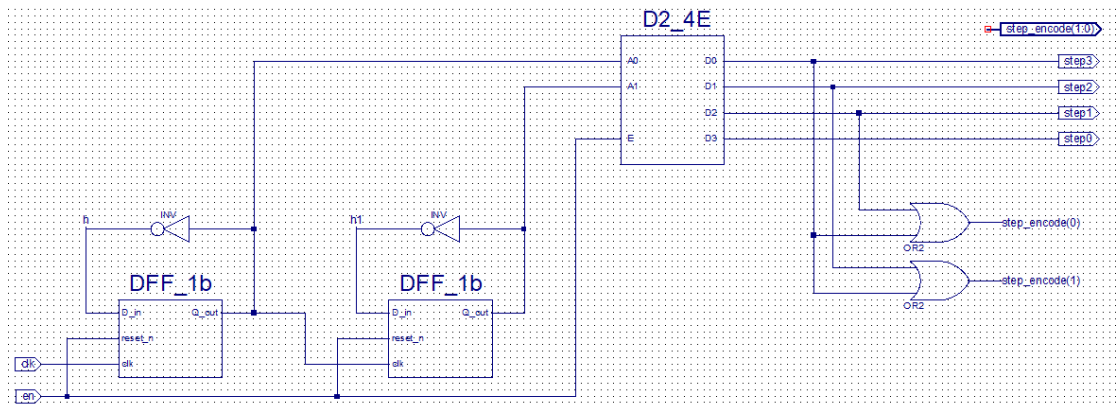 D2_4E
step_encode(1:0)
A0
D0
step3
A1
D1
step2
D2
step1
E
D3
step0
h
INV
h1
INV
step_encode(0)
OR2
DFF_1b
DFF_1b
step_encode(1)
OR2
D_in
Q_out
D_in
Q_out
reset_n
reset_n
clk
clk
clk
en